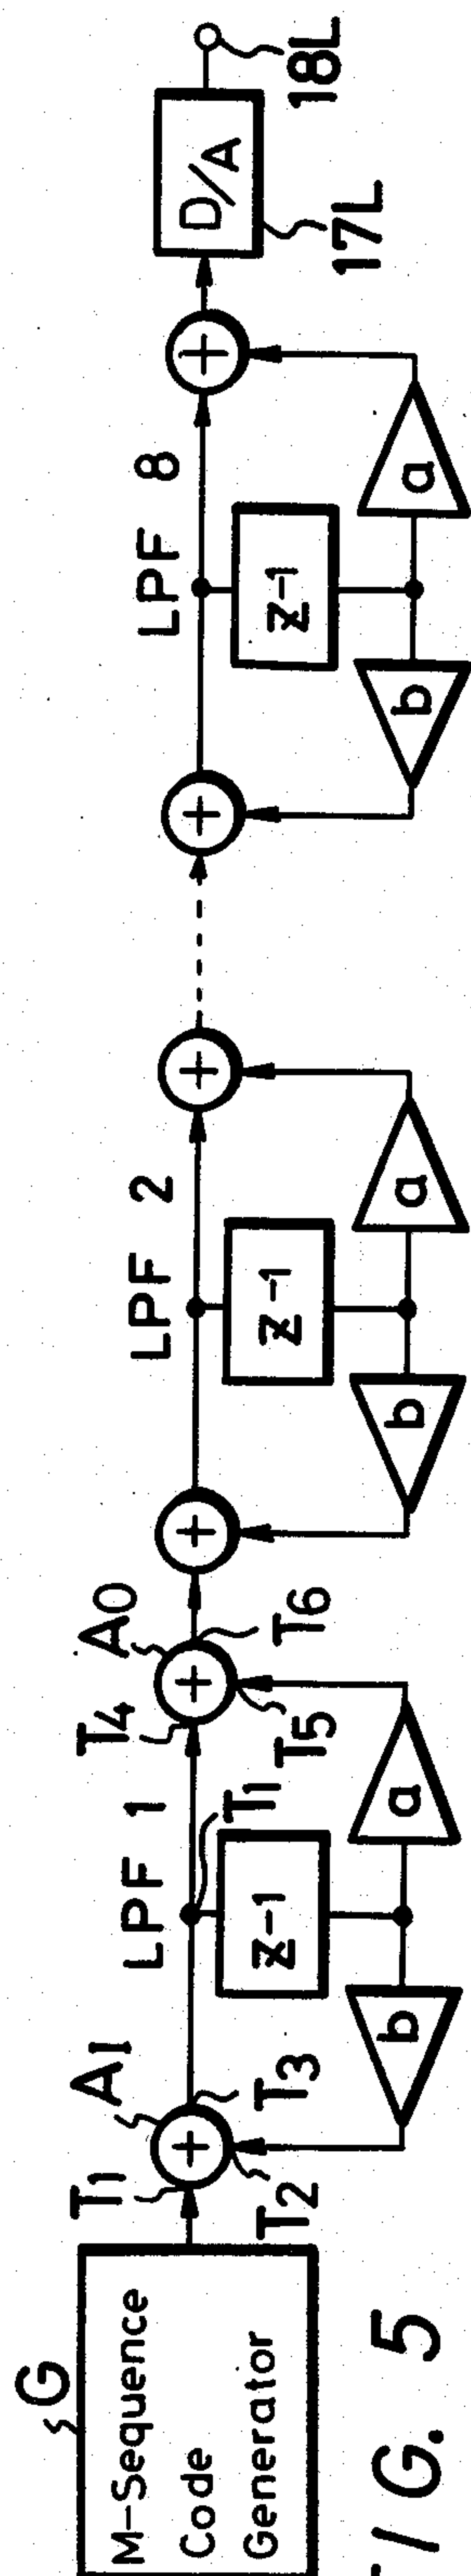 G
M-Sequence
Code
Generator
T1
AI
T2
T3
LPF 1
T1
Z-1
b
a
T4
A0
T5
T6
LPF 2
Z-1
b
a
LPF 8
Z-1
b
a
D/A
17L
18L
FIG. 5